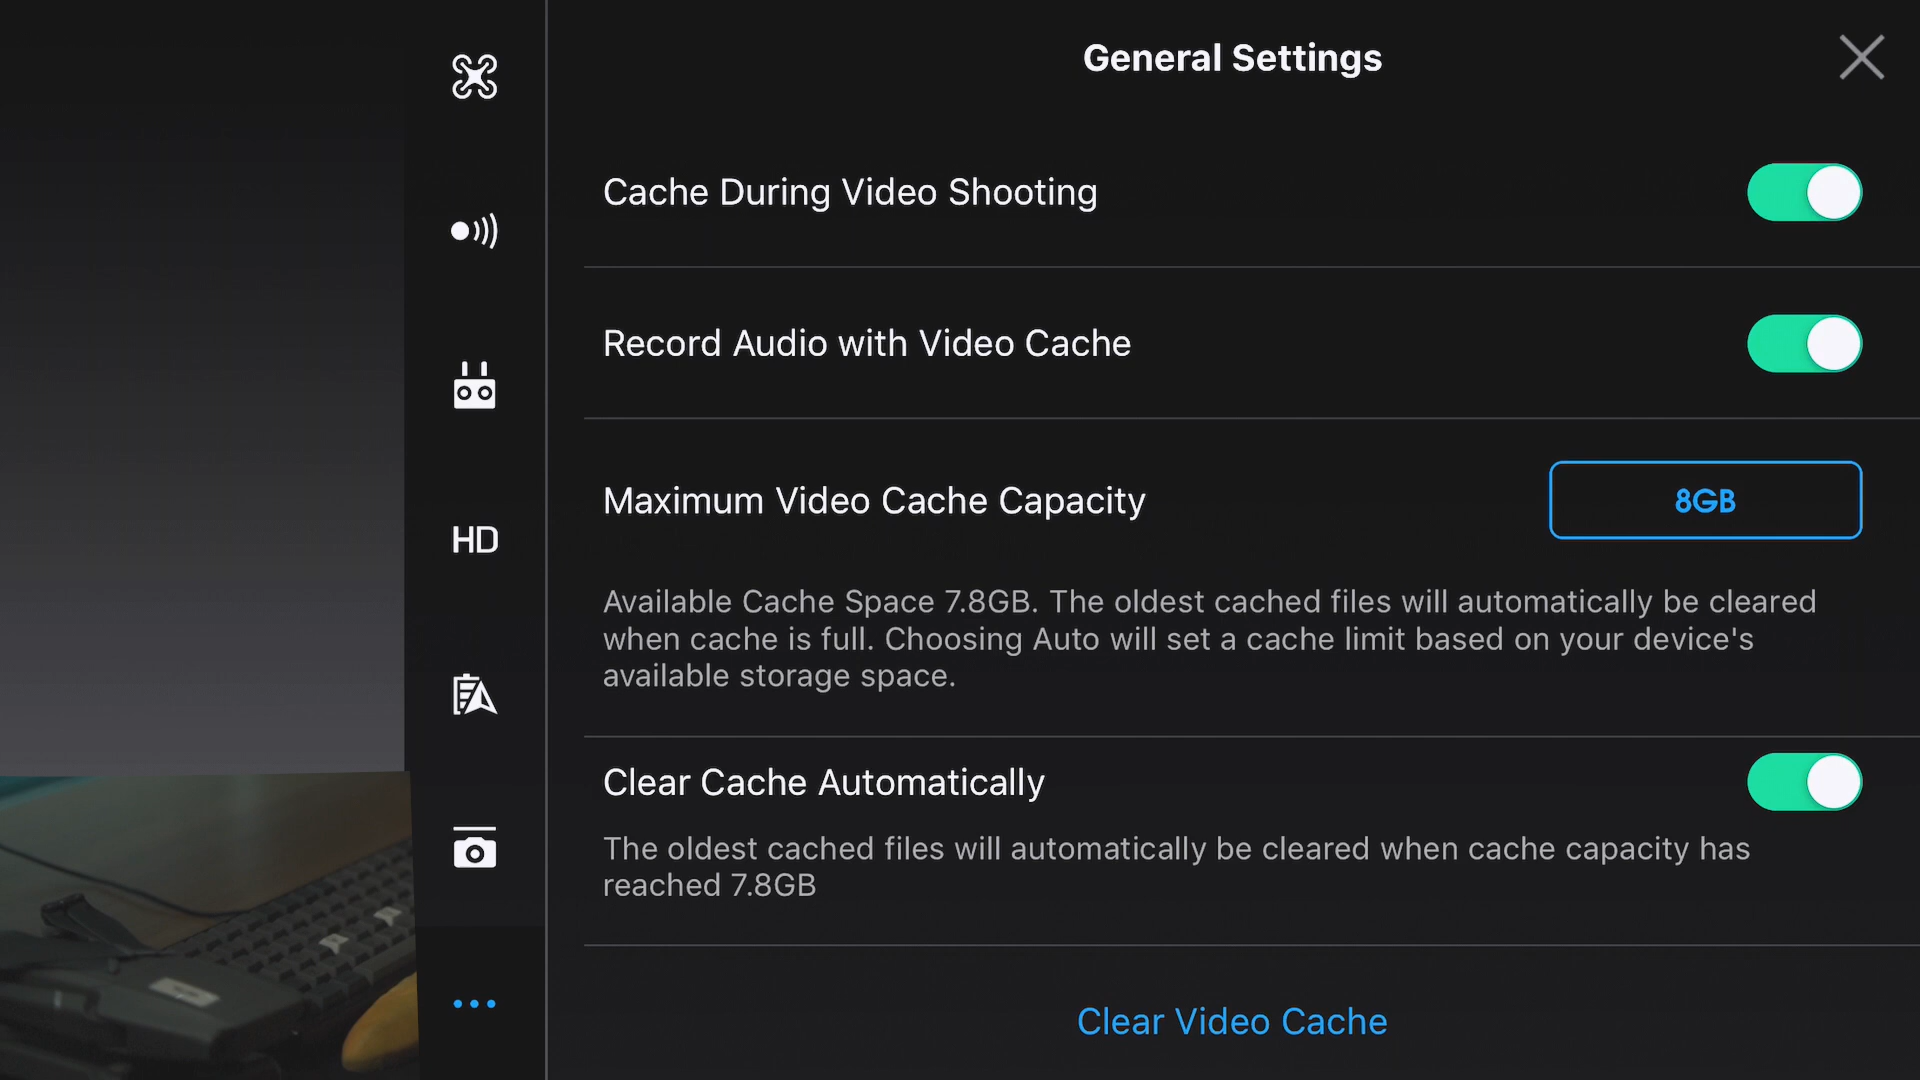 General Settings
Cache During Video Shooting
Record Audio with Video Cache
HD
Maximum Video Cache Capacity
8GB
Available Cache Space 7.8GB. The oldest cached files will automatically be cleared
when cache is full. Choosing Auto will set a cache limit based on your device's
available storage space.
Clear Cache Automatically
The oldest cached files will automatically be cleared when cache capacity has
reached 7.8GB
Clear Video Cache